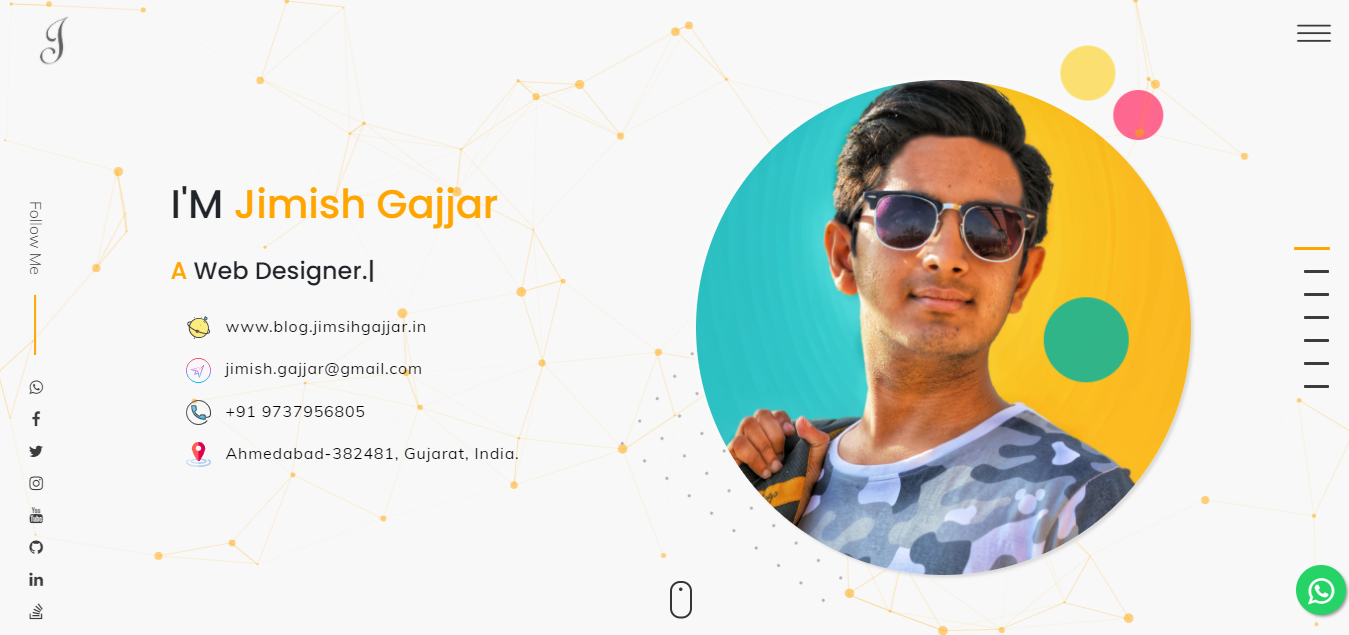 J
Follow Me
I'M Jimish Gajjar
A Web Designer.|
www.blog.jimsihgajjar.in
jimish.gajjar@gmail.com
+91 9737956805
Ahmedabad-382481, Gujarat, India.
You
Tube